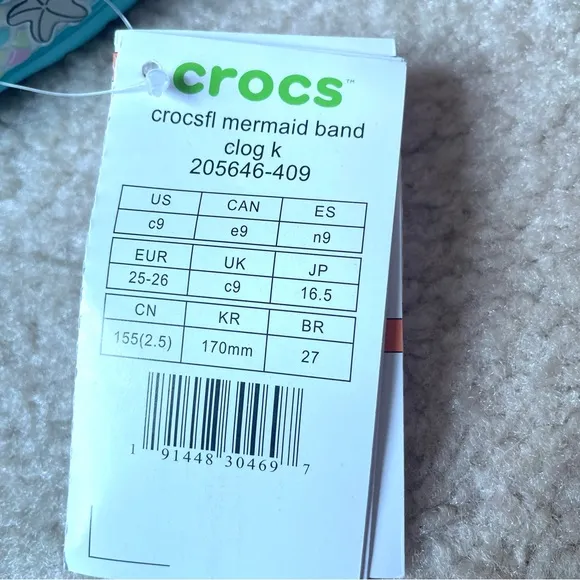 crocs™
crocsfl mermaid band
clog k
205646-409
US CAN ES
c9 e9 n9
EUR UK JP
25-26 c9 16.5
CN KR BR
155(2.5) 170mm 27
1 91448 30469 7